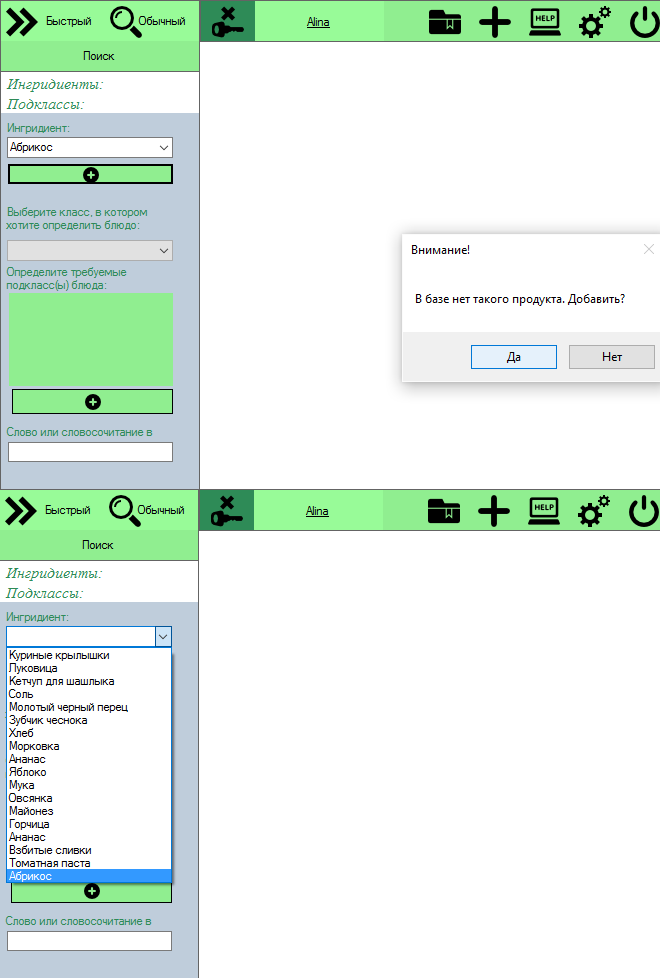 Быстрый
Обычный
Alina
HELP
Поиск
Ингридиенты:
Подклассы:
Ингридиент:
Абрикос
Выберите класс, в котором
хотите определить блюдо:
Определите требуемые
подкласс(ы) блюда:
Слово или словосочитание в
Внимание!
В базе нет такого продукта. Добавить?
Да
Нет
Быстрый
Обычный
Alina
HELP
Поиск
Ингридиенты:
Подклассы:
Ингридиент:
Куриные крылышки
Луковица
Кетчуп для шашлыка
Соль
Молотый черный перец
Зубчик чеснока
Хлеб
Морковка
Ананас
Яблоко
Мука
Овсянка
Майонез
Горчица
Ананас
Взбитые сливки
Томатная паста
Абрикос
Слово или словосочитание в